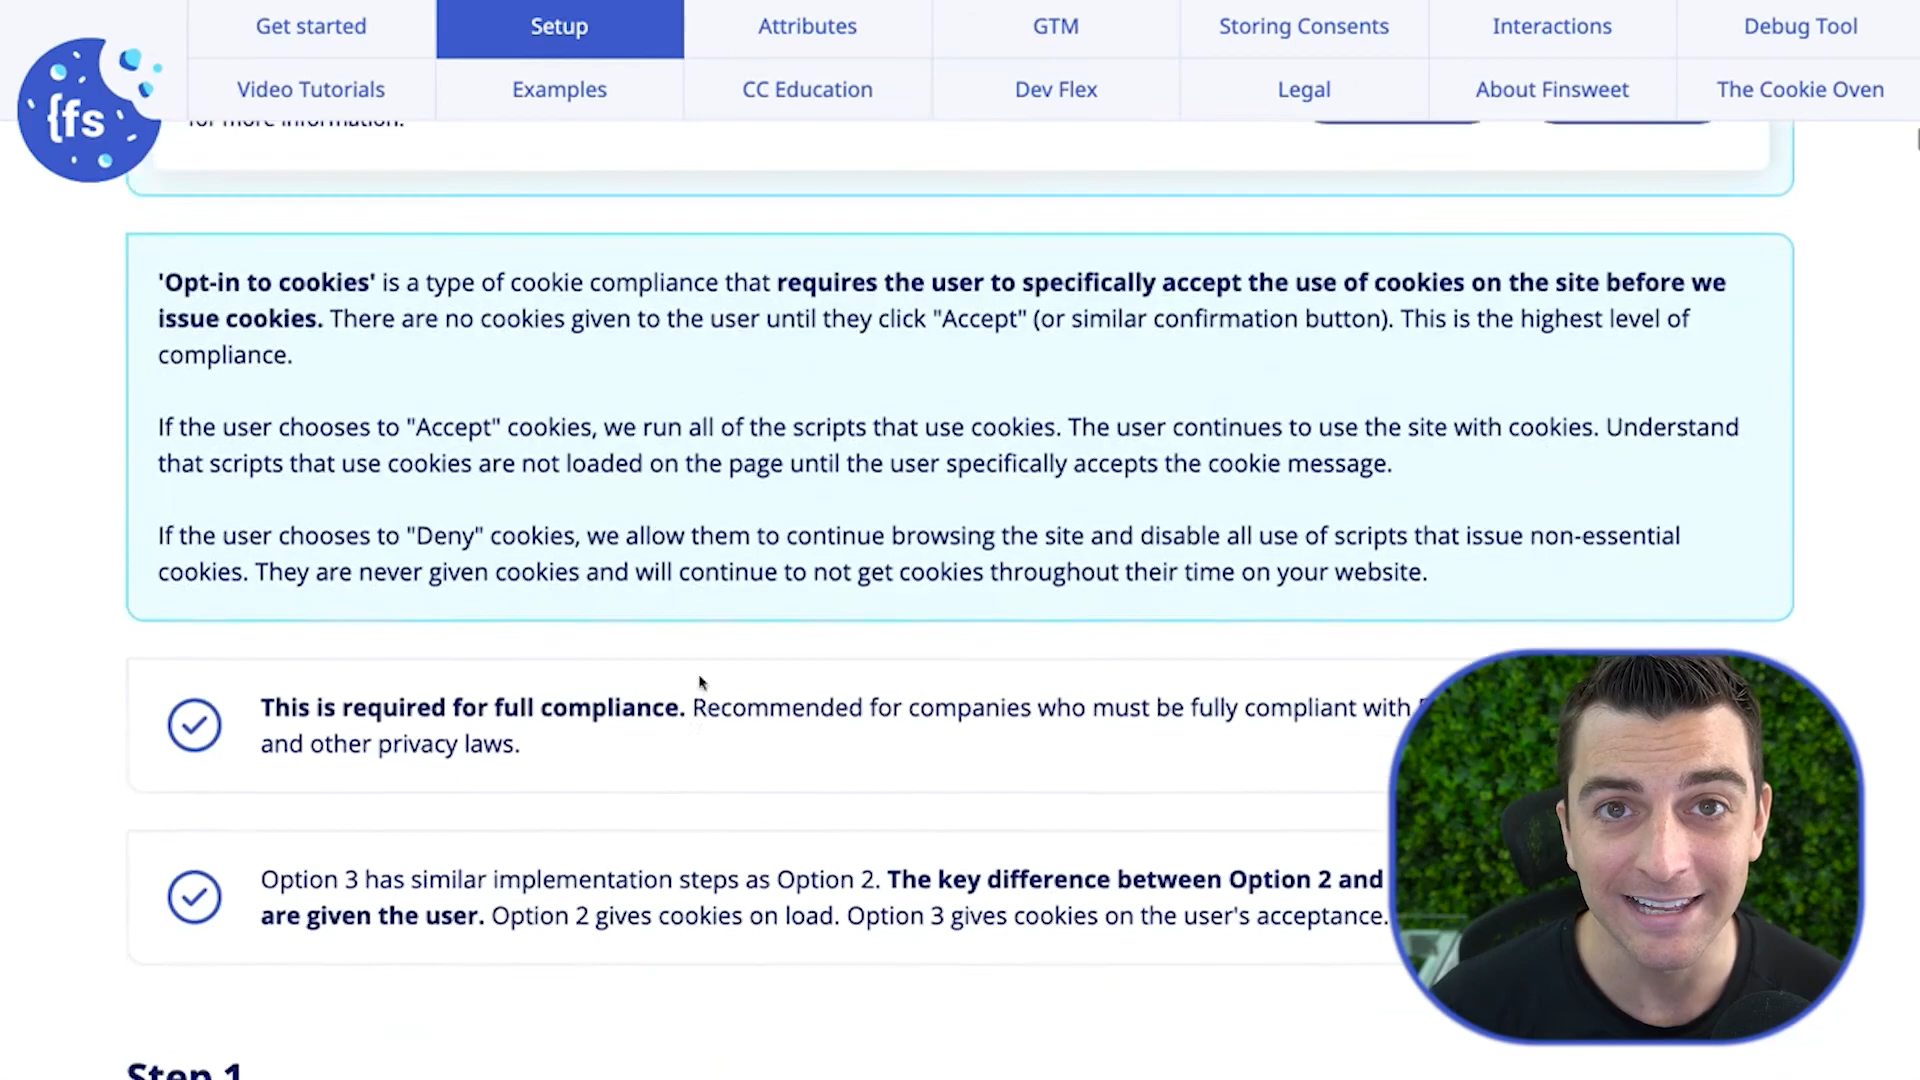 Get started
Setup
Attributes
GTM
Storing Consents
Interactions
Debug Tool
Video Tutorials
Examples
CC Education
Dev Flex
Legal
About Finsweet
The Cookie Oven
{fs
for more information.
'Opt-in to cookies' is a type of cookie compliance that requires the user to specifically accept the use of cookies on the site before we
issue cookies. There are no cookies given to the user until they click "Accept" (or similar confirmation button). This is the highest level of
compliance.
If the user chooses to "Accept" cookies, we run all of the scripts that use cookies. The user continues to use the site with cookies. Understand
that scripts that use cookies are not loaded on the page until the user specifically accepts the cookie message.
If the user chooses to "Deny" cookies, we allow them to continue browsing the site and disable all use of scripts that issue non-essential
cookies. They are never given cookies and will continue to not get cookies throughout their time on your website.
This is required for full compliance. Recommended for companies who must be fully compliant with
and other privacy laws.
Option 3 has similar implementation steps as Option 2. The key difference between Option 2 and
are given the user. Option 2 gives cookies on load. Option 3 gives cookies on the user's acceptance.
Step 1